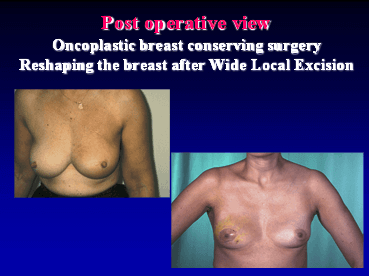 Post operative view
Oncoplastic breast conserving surgery
Reshaping the breast after Wide Local Excision